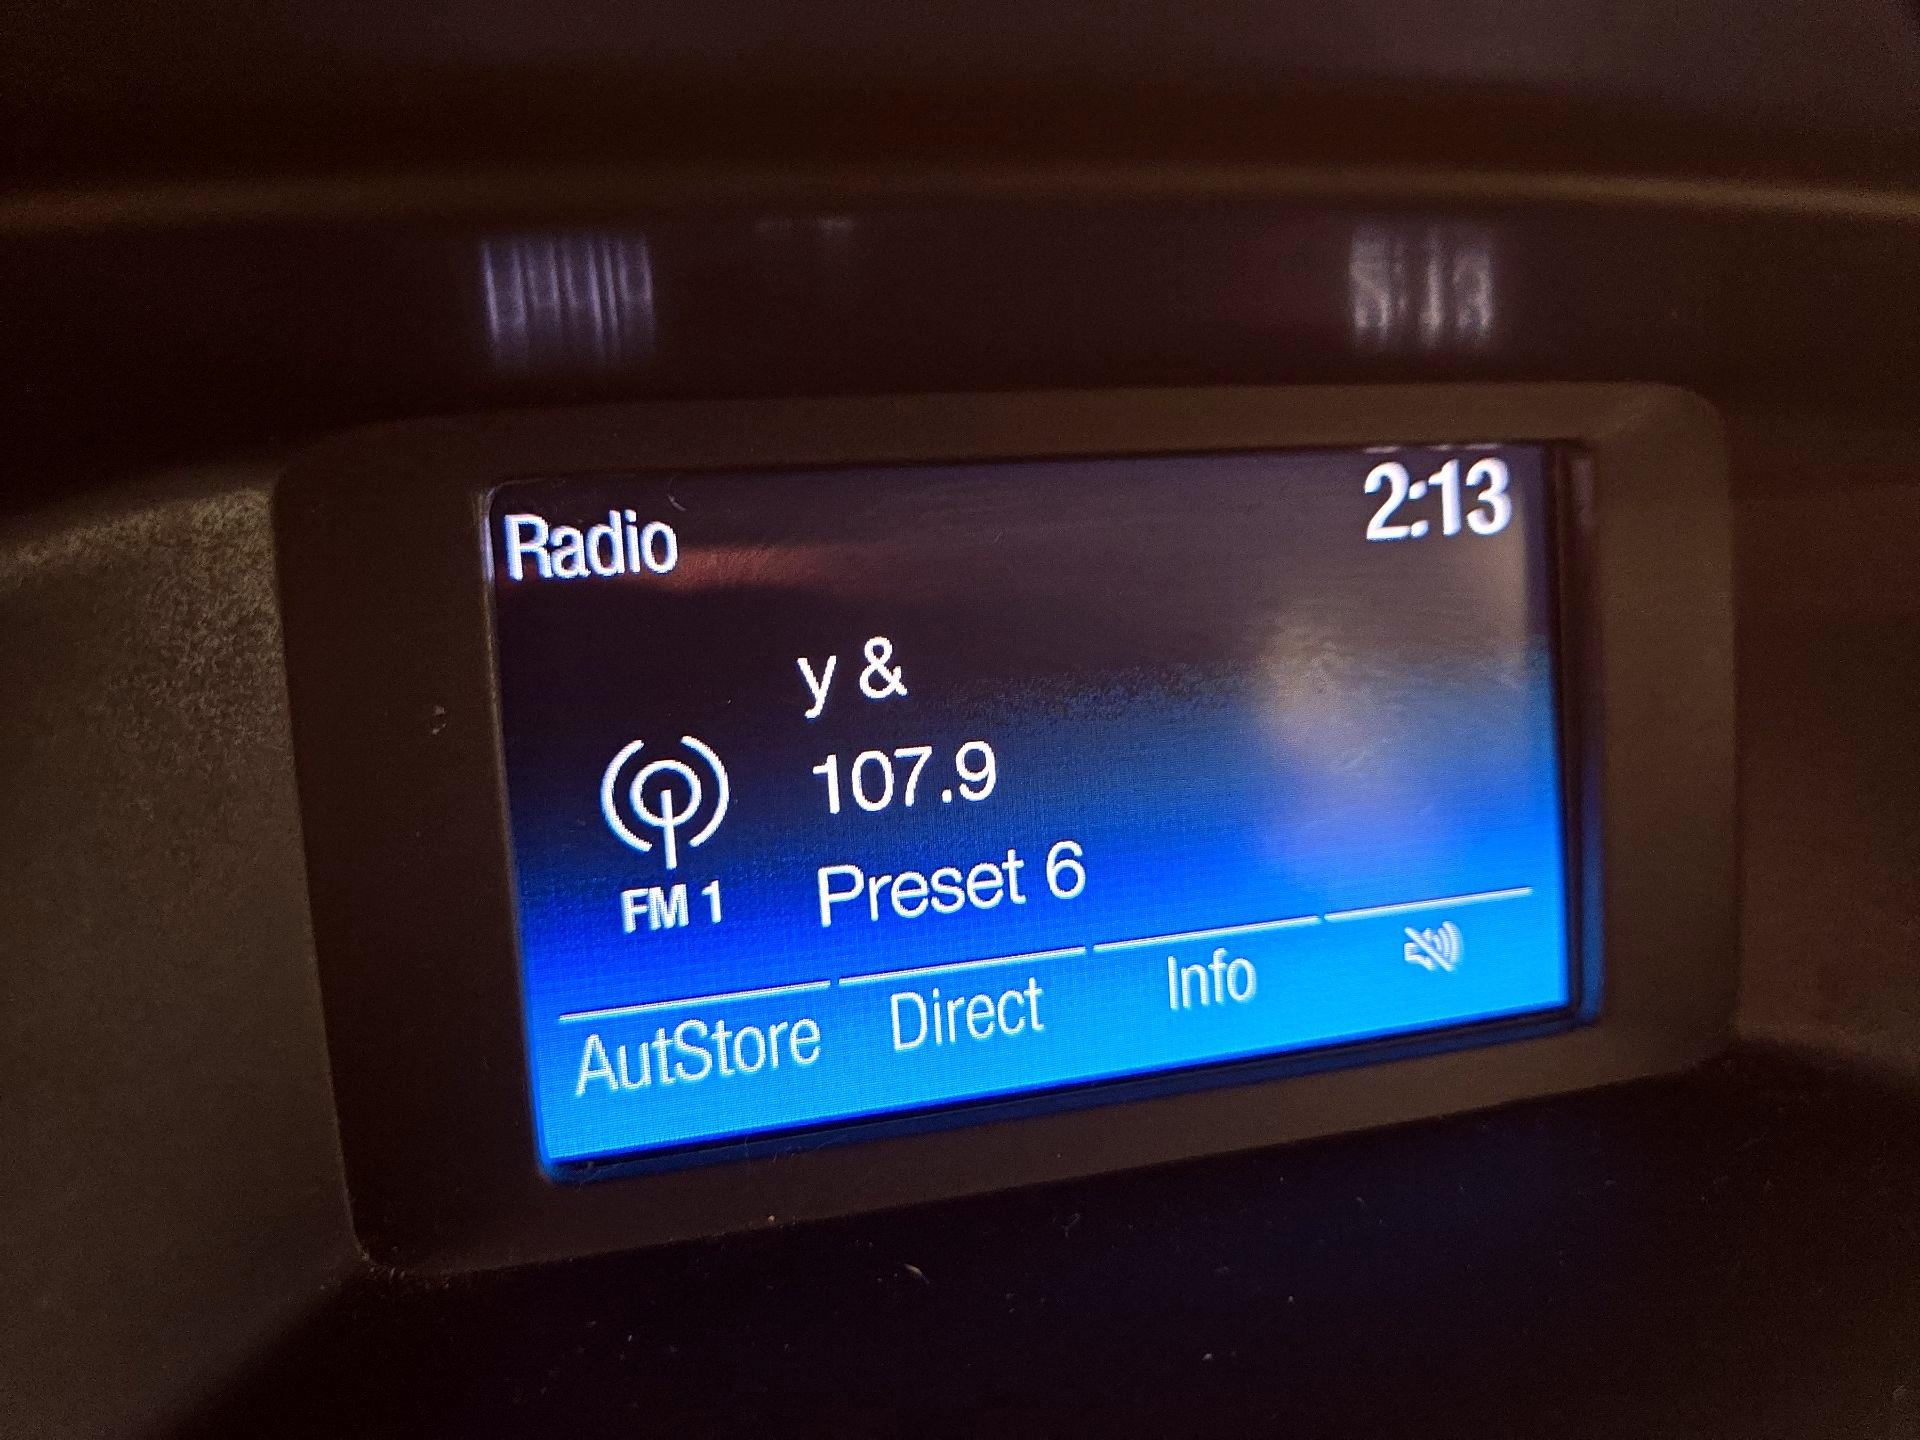 Radio 2:13
y &
107.9
FM 1 Preset 6
AutStore Direct Info